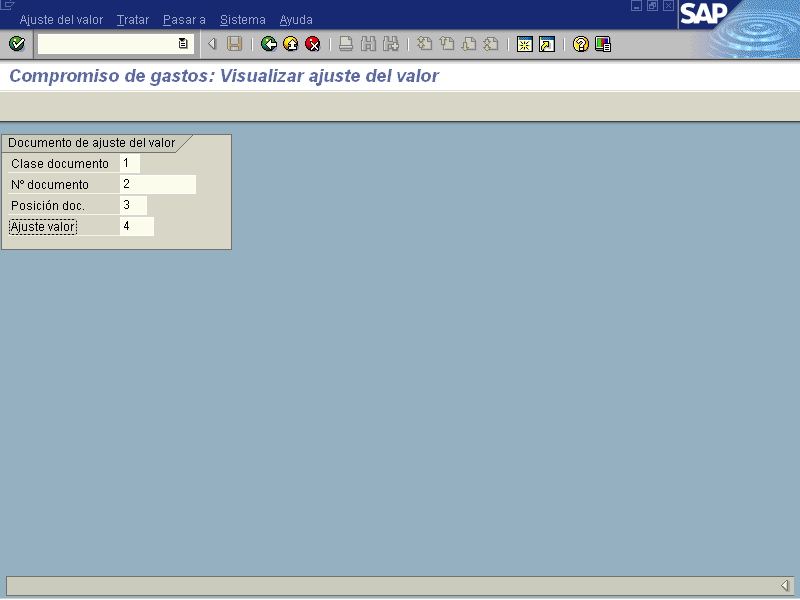 Ajuste del valor Tratar Pasar a Sistema Ayuda
SAP
Compromiso de gastos: Visualizar ajuste del valor
Documento de ajuste del valor
Clase documento 1
Nº documento 2
Posición doc. 3
Ajuste valor 4